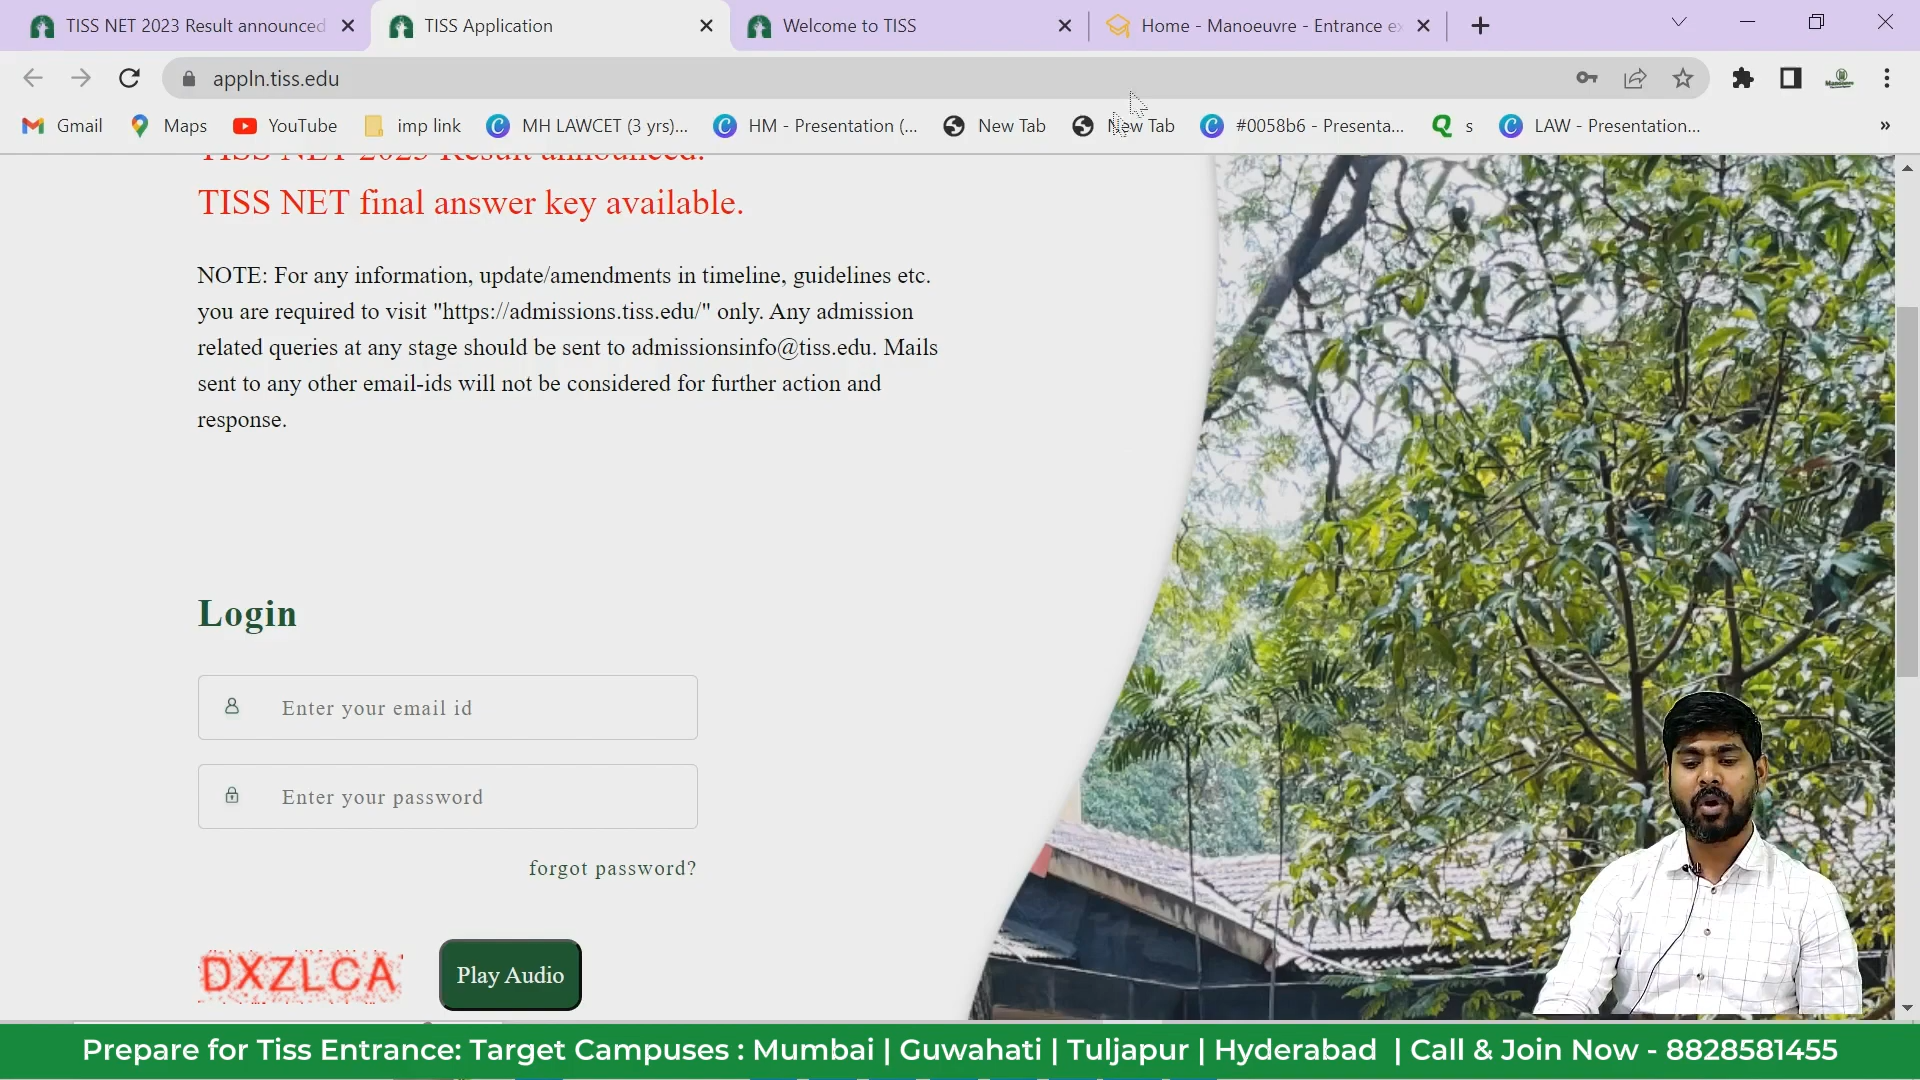 TISS NET 2023 Result announced
TISS Application
Welcome to TISS
Home - Manoeuvre - Entrance ex
appln.tiss.edu
Gmail
Maps
YouTube
imp link
MH LAWCET (3 yrs)...
HM - Presentation (...
New Tab
New Tab
#0058b6 - Presenta...
s
LAW - Presentation...
»
TISS NET 2023 Result announced.
TISS NET final answer key available.
NOTE: For any information, update/amendments in timeline, guidelines etc.
you are required to visit "https://admissions.tiss.edu/" only. Any admission
related queries at any stage should be sent to admissionsinfo@tiss.edu. Mails
sent to any other email-ids will not be considered for further action and
response.
Login
Enter your email id
Enter your password
forgot password?
DXZLCA
Play Audio
Prepare for Tiss Entrance: Target Campuses : Mumbai | Guwahati | Tuljapur | Hyderabad | Call & Join Now - 8828581455